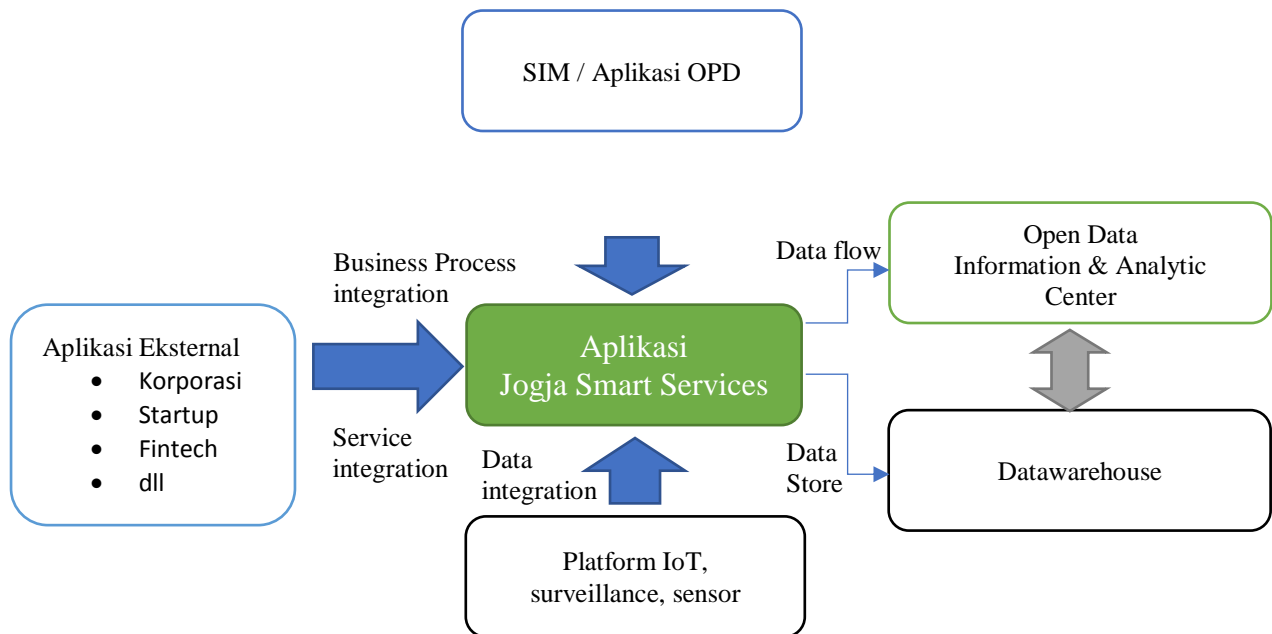 SIM / Aplikasi OPD
Business Process
integration
Data flow
Open Data
Information & Analytic
Center
Aplikasi Eksternal
• Korporasi
• Startup
• Fintech
• dll
Aplikasi
Jogja Smart Services
Service
integration
Data
integration
Data
Store
Datawarehouse
Platform IoT,
surveillance, sensor